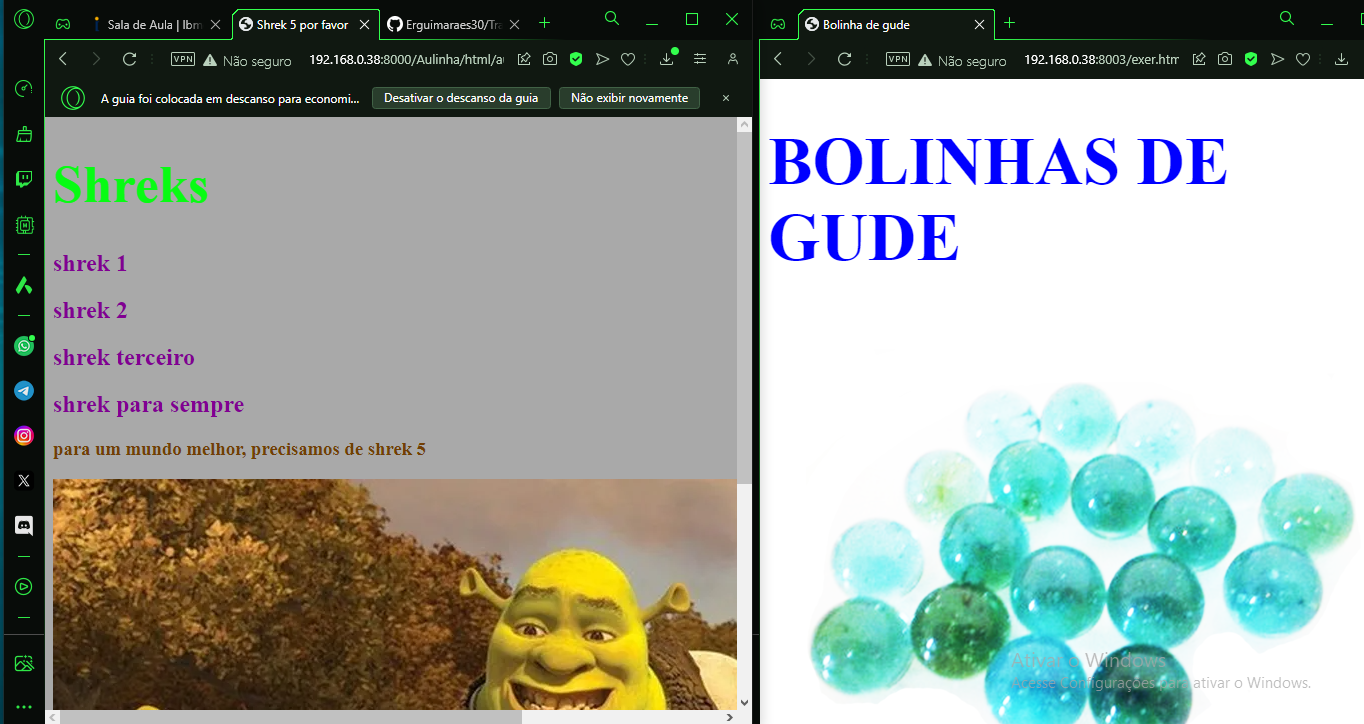 Sala de Aula | Ibm
Shrek 5 por favor
Erguimaraes30/Tra
VPN
Não seguro
192.168.0.38:8000/Aulinha/html/au
A guia foi colocada em descanso para economi...
Desativar o descanso da guia
Não exibir novamente
Shreks
shrek 1
shrek 2
shrek terceiro
shrek para sempre
para um mundo melhor, precisamos de shrek 5
Bolinha de gude
VPN
Não seguro
192.168.0.38:8003/exer.htm
BOLINHAS DE
GUDE
Ativar o Windows
Acesse Configurações para ativar o Windows.